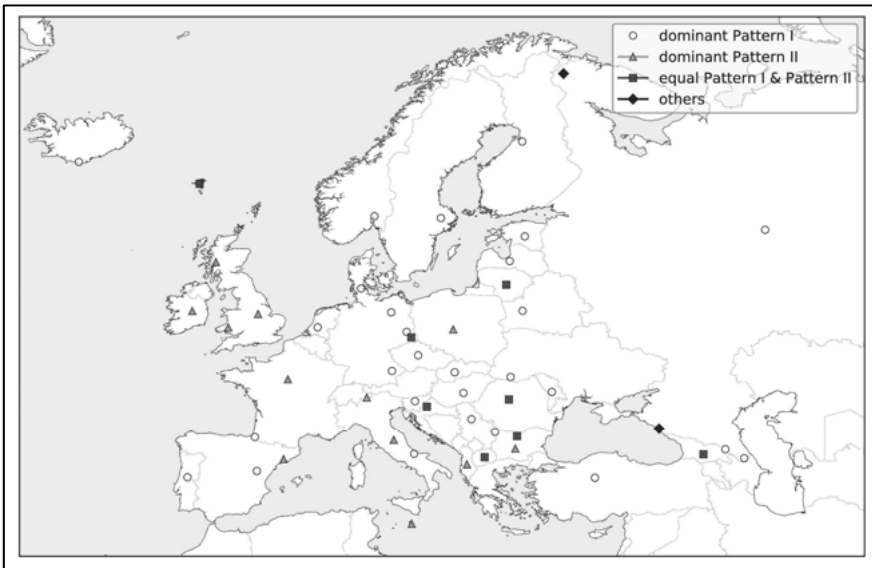 dominant Pattern I
dominant Pattern II
equal Pattern I & Pattern II
others